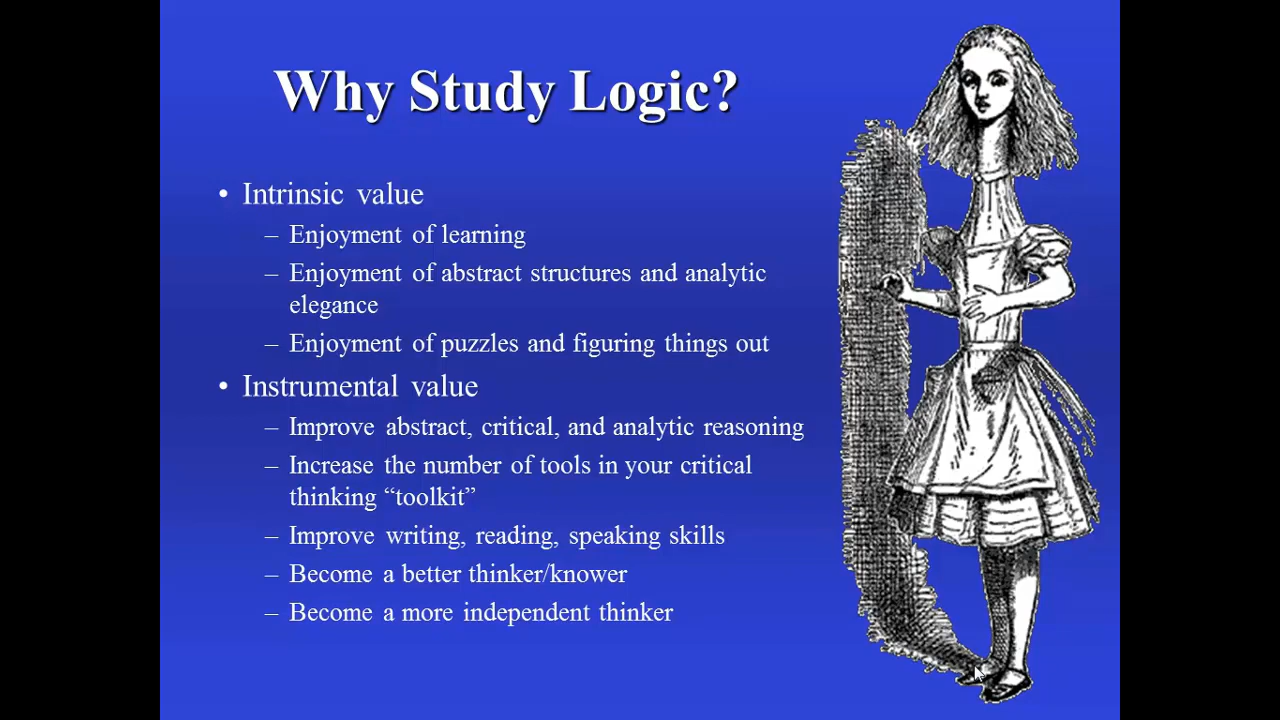 Why Study Logic?
• Intrinsic value
– Enjoyment of learning
– Enjoyment of abstract structures and analytic
elegance
– Enjoyment of puzzles and figuring things out
• Instrumental value
– Improve abstract, critical, and analytic reasoning
– Increase the number of tools in your critical
thinking “toolkit”
– Improve writing, reading, speaking skills
– Become a better thinker/knower
– Become a more independent thinker